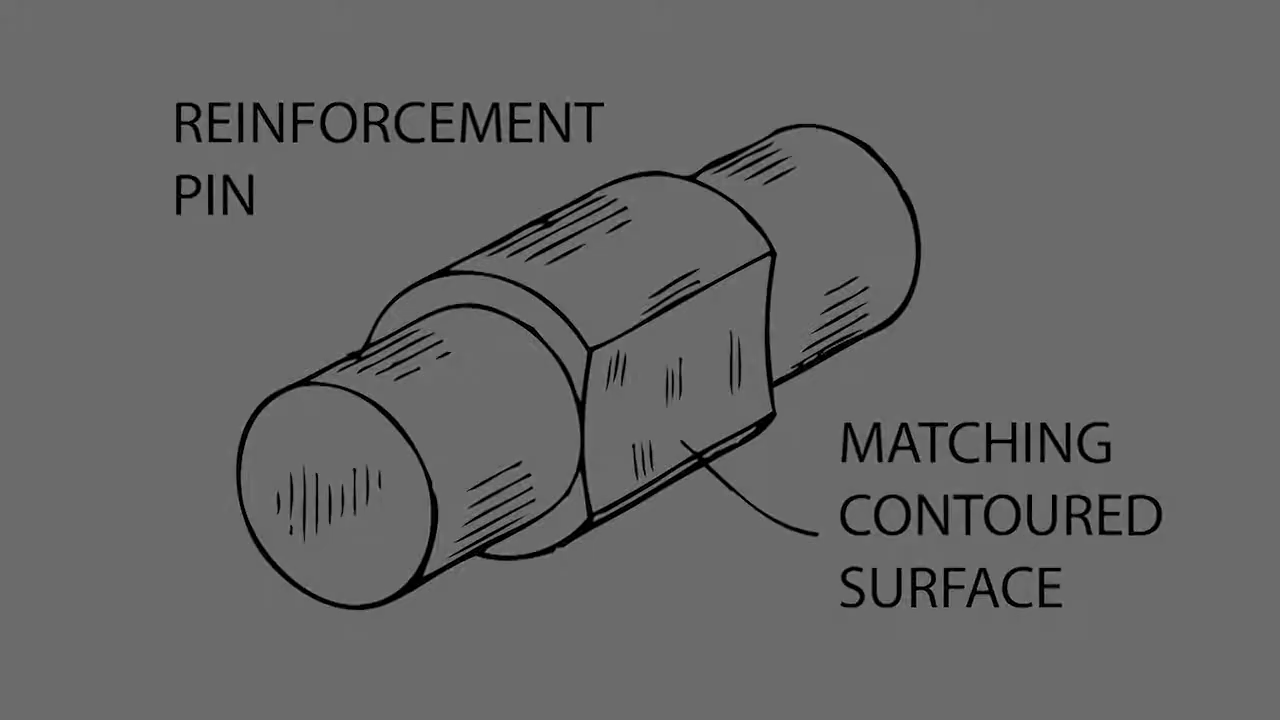 REINFORCEMENT
PIN
MATCHING
CONTOURED
SURFACE